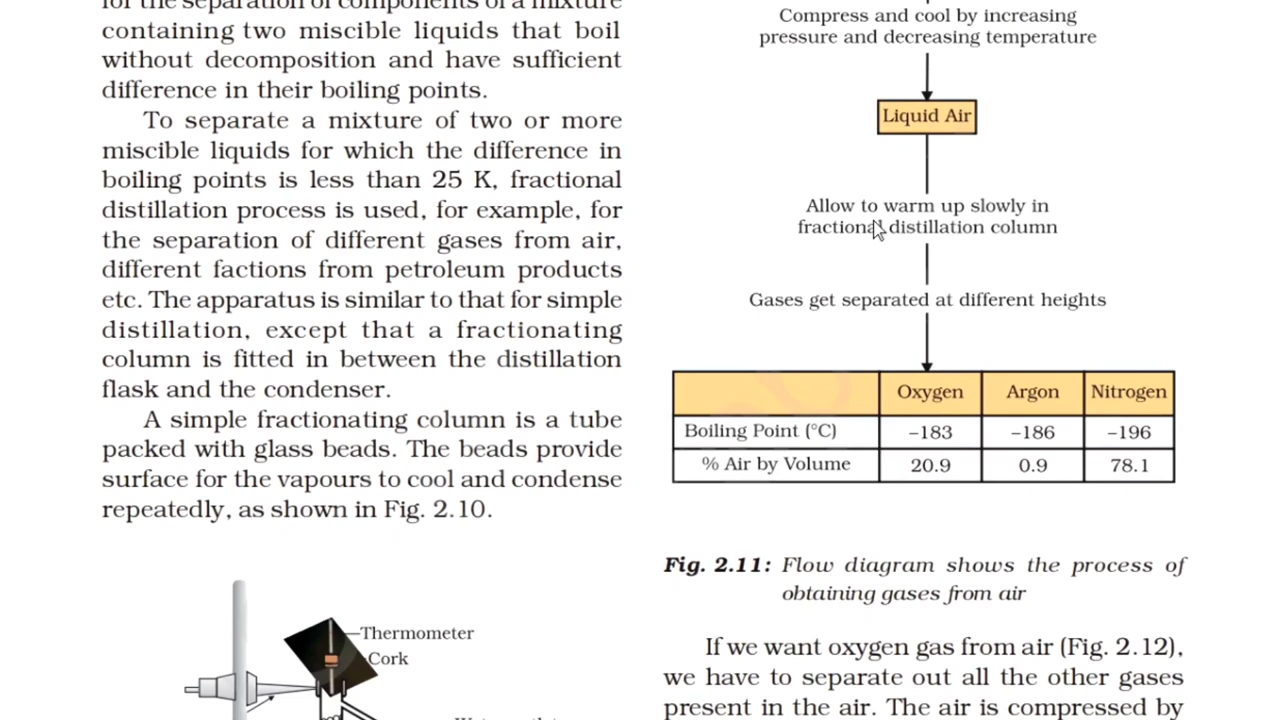 for the separation of components of a mixture
containing two miscible liquids that boil
without decomposition and have sufficient
difference in their boiling points.
To separate a mixture of two or more
miscible liquids for which the difference in
boiling points is less than 25 K, fractional
distillation process is used, for example, for
the separation of different gases from air,
different factions from petroleum products
etc. The apparatus is similar to that for simple
distillation, except that a fractionating
column is fitted in between the distillation
flask and the condenser.
A simple fractionating column is a tube
packed with glass beads. The beads provide
surface for the vapours to cool and condense
repeatedly, as shown in Fig. 2.10.
Thermometer
Cork
Compress and cool by increasing
pressure and decreasing temperature
Liquid Air
Allow to warm up slowly in
fractional distillation column
Gases get separated at different heights
Oxygen Argon Nitrogen
Boiling Point (°C) –183 –186 –196
% Air by Volume 20.9 0.9 78.1
Fig. 2.11: Flow diagram shows the process of
obtaining gases from air
If we want oxygen gas from air (Fig. 2.12),
we have to separate out all the other gases
present in the air. The air is compressed by